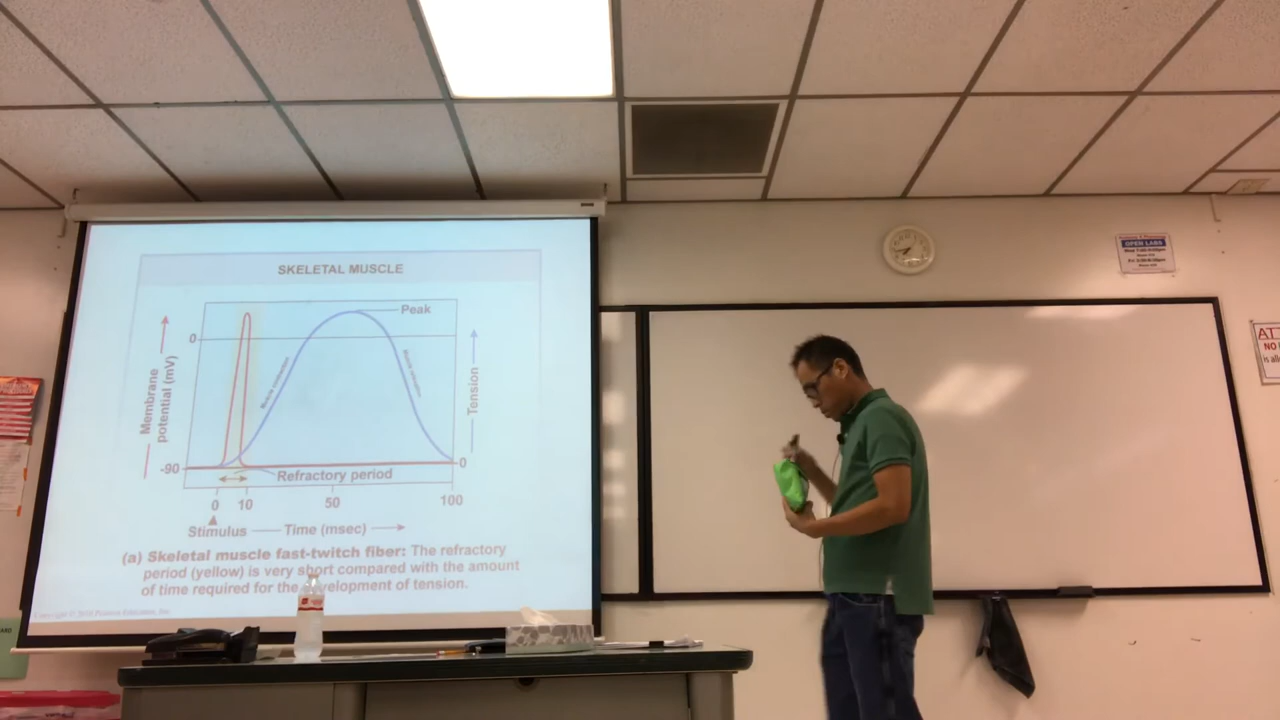 SKELETAL MUSCLE
Peak
0
Membrane
potential (mV)
Muscle contraction
Tension
-90
0
Refractory period
0 10 50 100
Stimulus Time (msec)
(a) Skeletal muscle fast-twitch fiber: The refractory
period (yellow) is very short compared with the amount
of time required for the development of tension.
OPEN LABS